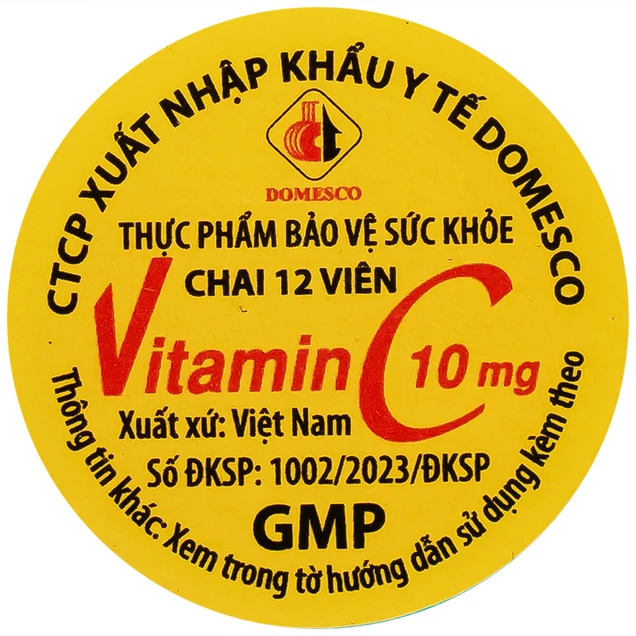 CTCP XUẤT NHẬP KHẨU Y TẾ DOMESCO
DOMESCO
THỰC PHẨM BẢO VỆ SỨC KHỎE
CHAI 12 VIÊN
Vitamin C 10 mg
Xuất xứ: Việt Nam
Số ĐKSP: 1002/2023/ĐKSP
GMP
Thông tin khác: Xem trong tờ hướng dẫn sử dụng kèm theo